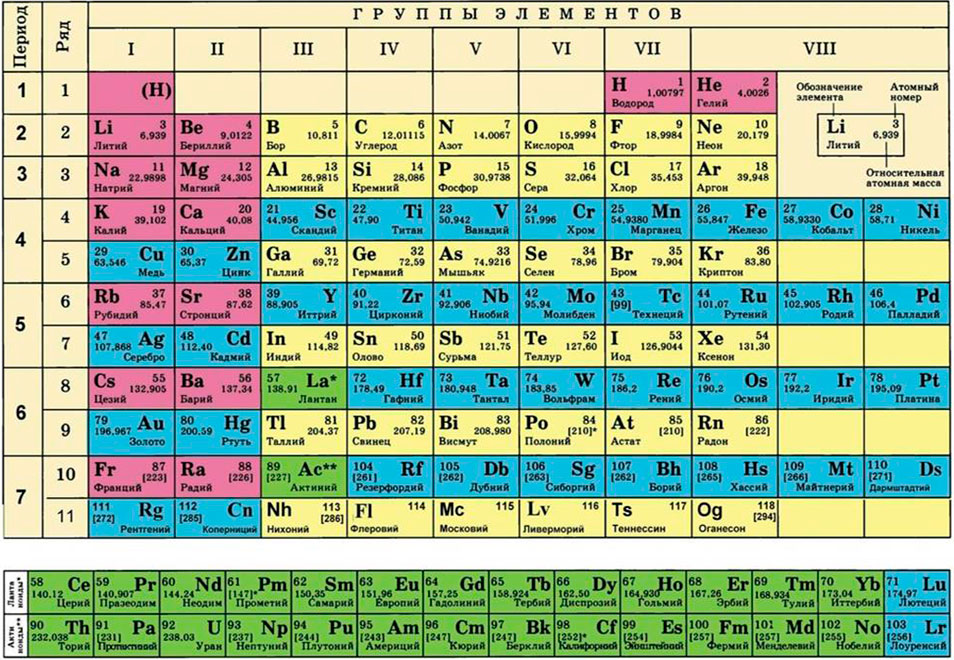 ГРУППЫ ЭЛЕМЕНТОВ
Период Ряд I II III IV V VI VII VIII
1 1 (H) H 1 1,00797 Водород He 2 4,0026 Гелий
Обозначение элемента Атомный номер
Li 3 6,939 Литий
Относительная атомная масса
2 2 Li 3 6,939 Литий Be 4 9,0122 Бериллий B 5 10,811 Бор C 6 12,01115 Углерод N 7 14,0067 Азот O 8 15,9994 Кислород F 9 18,9984 Фтор Ne 10 20,179 Неон
3 3 Na 11 22,9898 Натрий Mg 12 24,305 Магний Al 13 26,9815 Алюминий Si 14 28,086 Кремний P 15 30,9738 Фосфор S 16 32,064 Сера Cl 17 35,453 Хлор Ar 18 39,948 Аргон
4 4 K 19 39,102 Калий Ca 20 40,08 Кальций 21 Sc 44,956 Скандий 22 Ti 47,90 Титан 23 V 50,942 Ванадий 24 Cr 51,996 Хром 25 Mn 54,9380 Марганец 26 Fe 55,847 Железо 27 Co 58,9330 Кобальт 28 Ni 58,71 Никель
5 29 Cu 63,546 Медь 30 Zn 65,37 Цинк Ga 31 69,72 Галлий Ge 32 72,59 Германий As 33 74,9216 Мышьяк Se 34 78,96 Селен Br 35 79,904 Бром Kr 36 83,80 Криптон
5 6 Rb 37 85,47 Рубидий Sr 38 87,62 Стронций 39 Y 88,905 Иттрий 40 Zr 91,22 Цирконий 41 Nb 92,906 Ниобий 42 Mo 95,94 Молибден 43 Tc [99] Технеций 44 Ru 101,07 Рутений 45 Rh 102,905 Родий 46 Pd 106,4 Палладий
7 47 Ag 107,868 Серебро 48 Cd 112,40 Кадмий In 49 114,82 Индий Sn 50 118,69 Олово Sb 51 121,75 Сурьма Te 52 127,60 Теллур I 53 126,9044 Иод Xe 54 131,30 Ксенон
6 8 Cs 55 132,905 Цезий Ba 56 137,34 Барий 57 La* 138,91 Лантан 72 Hf 178,49 Гафний 73 Ta 180,948 Тантал 74 W 183,85 Вольфрам 75 Re 186,2 Рений 76 Os 190,2 Осмий 77 Ir 192,2 Иридий 78 Pt 195,09 Платина
9 79 Au 196,967 Золото 80 Hg 200,59 Ртуть Tl 81 204,37 Таллий Pb 82 207,19 Свинец Bi 83 208,980 Висмут Po 84 [210]* Полоний At 85 [210] Астат Rn 86 [222] Радон
7 10 Fr 87 [223] Франций Ra 88 [226] Радий 89 Ac** [227] Актиний 104 Rf [261] Резерфордий 105 Db [262] Дубний 106 Sg [263] Сиборгий 107 Bh [262] Борий 108 Hs [265] Хассий 109 Mt [266] Майтнерий 110 Ds [271] Дармштадтий
11 111 Rg [272] Рентгений 112 Cn [285] Коперниций Nh 113 [286] Нихоний Fl 114 Флеровий Mc 115 Московий Lv 116 Ливерморий Ts 117 Теннессин Og 118 [294] Оганесон
Лантаноиды* 58 Ce 140,12 Церий 59 Pr 140,907 Празеодим 60 Nd 144,24 Неодим 61 Pm [147]* Прометий 62 Sm 150,35 Самарий 63 Eu 151,96 Европий 64 Gd 157,25 Гадолиний 65 Tb 158,924 Тербий 66 Dy 162,50 Диспрозий 67 Ho 164,930 Гольмий 68 Er 167,26 Эрбий 69 Tm 168,934 Тулий 70 Yb 173,04 Иттербий 71 Lu 174,97 Лютеций
Актиноиды** 90 Th 232,038 Торий 91 Pa [231] Протактиний 92 U 238,03 Уран 93 Np [237] Нептуний 94 Pu [244] Плутоний 95 Am [243] Америций 96 Cm [247] Кюрий 97 Bk [247] Берклий 98 Cf [252]* Калифорний 99 Es [254] Эйнштейний 100 Fm [257] Фермий 101 Md [257] Менделевий 102 No [255] Нобелий 103 Lr [256] Лоуренсий